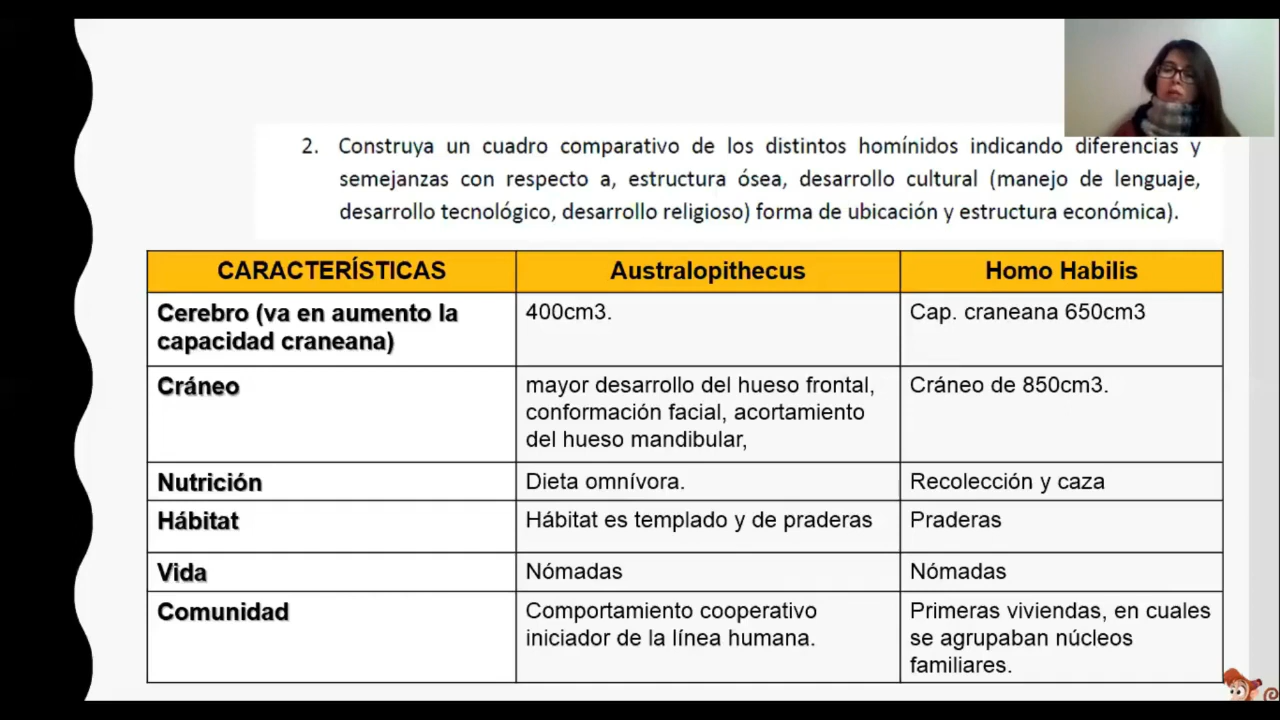 2. Construya un cuadro comparativo de los distintos homínidos indicando diferencias y
semejanzas con respecto a, estructura ósea, desarrollo cultural (manejo de lenguaje,
desarrollo tecnológico, desarrollo religioso) forma de ubicación y estructura económica).
CARACTERÍSTICAS Australopithecus Homo Habilis
Cerebro (va en aumento la
capacidad craneana)
400cm3.
Cap. craneana 650cm3
Cráneo
mayor desarrollo del hueso frontal,
conformación facial, acortamiento
del hueso mandibular,
Cráneo de 850cm3.
Nutrición
Dieta omnívora.
Recolección y caza
Hábitat
Hábitat es templado y de praderas
Praderas
Vida
Nómadas
Nómadas
Comunidad
Comportamiento cooperativo
iniciador de la línea humana.
Primeras viviendas, en cuales
se agrupaban núcleos
familiares.